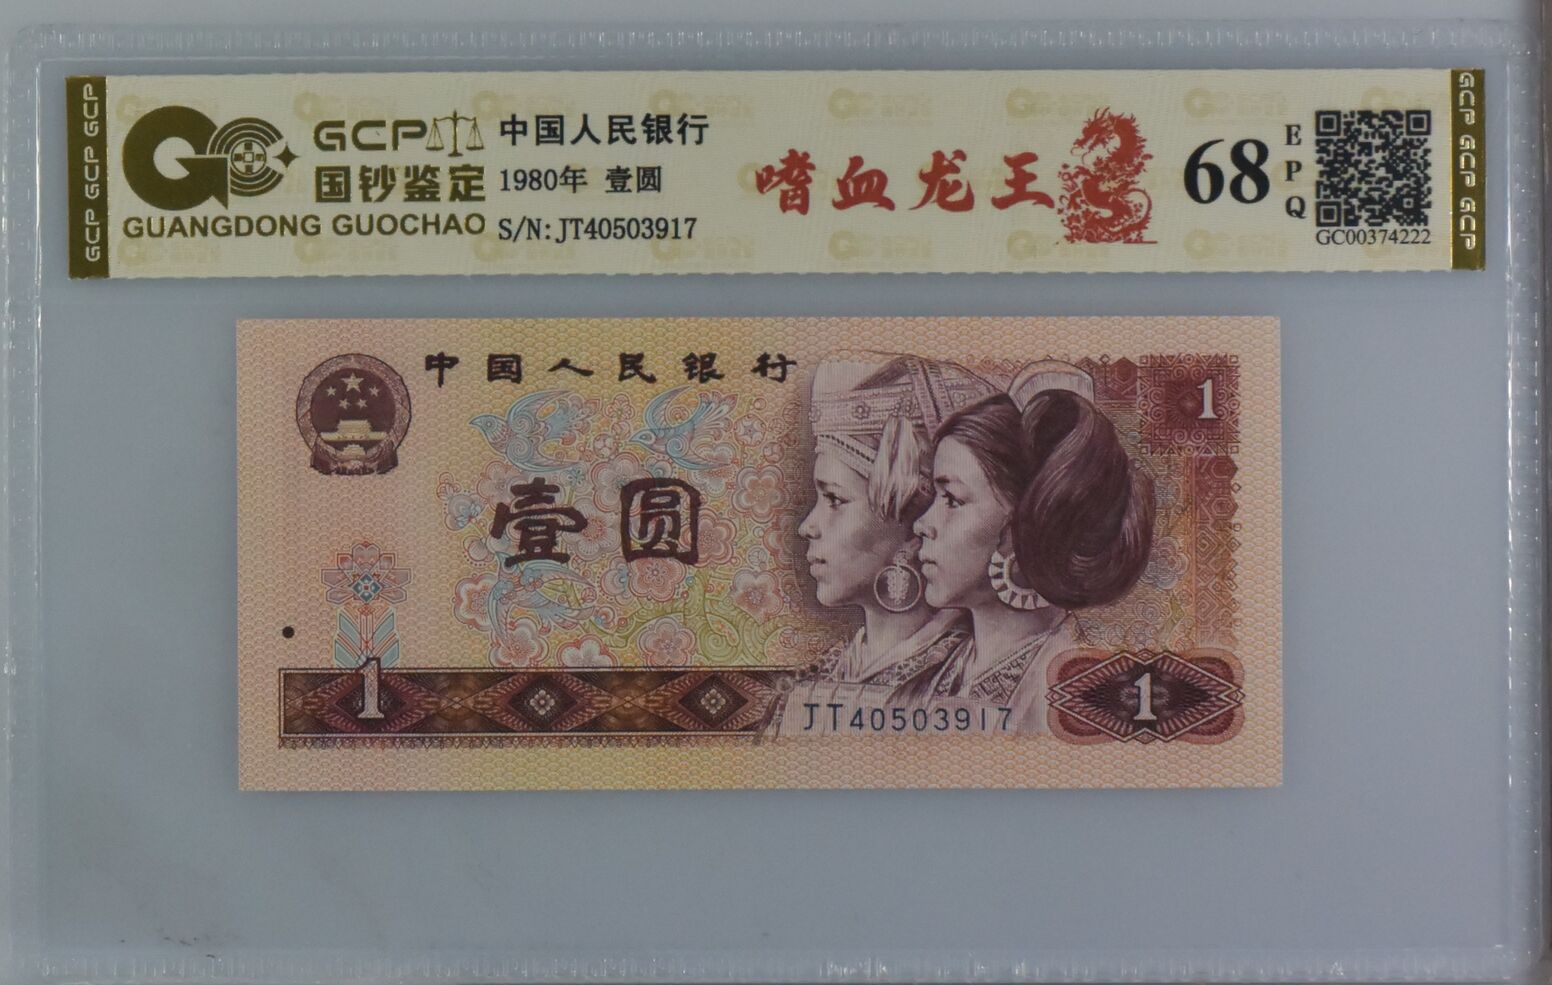 GCP GCP GCP
GCP
国钞鉴定
GUANGDONG GUOCHAO
中国人民银行
1980年 壹圆
S/N:JT40503917
嗜血龙王
68
EPQ
GC00374222
GCP GCP GCP
中国人民银行
1
壹圆
1
JT40503917
1